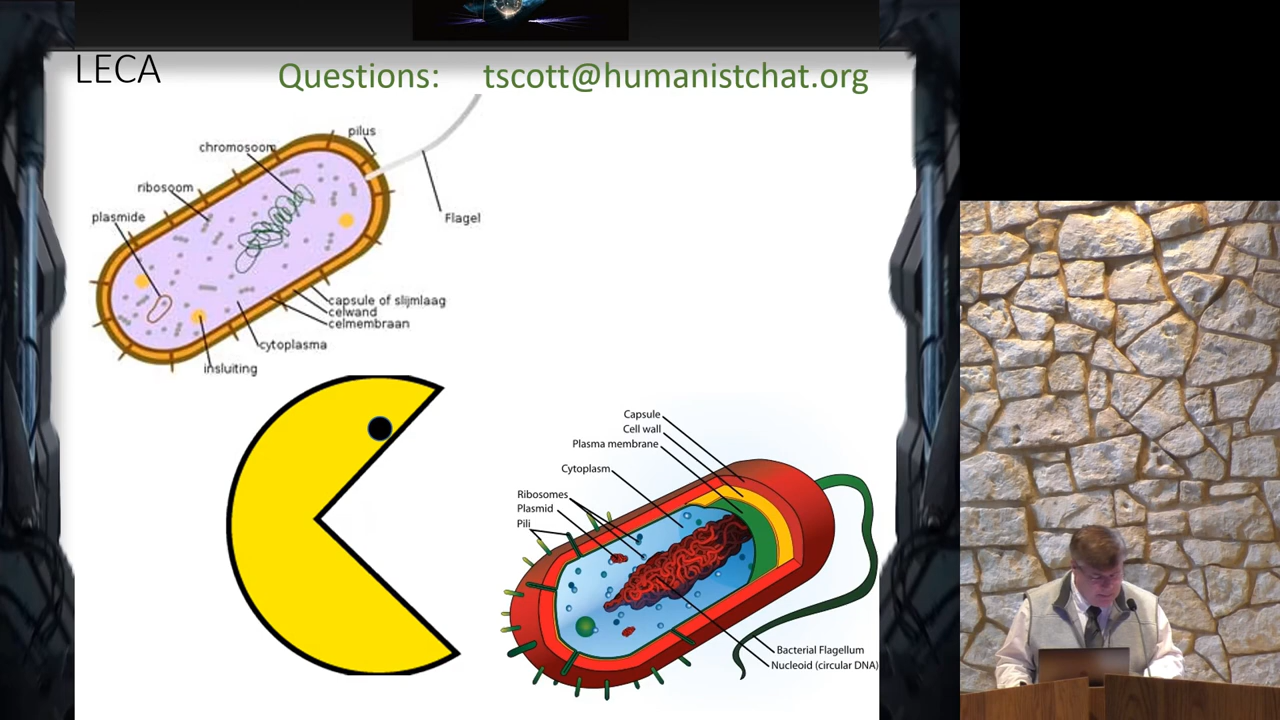 LECA
Questions: tscott@humanistchat.org
pilus
chromosoom
ribosoom
plasmide
Flagel
capsule of slijmlaag
celwand
celmembraan
cytoplasma
insluiting
Capsule
Cell wall
Plasma membrane
Cytoplasm
Ribosomes
Plasmid
Pili
Bacterial Flagellum
Nucleoid (circular DNA)